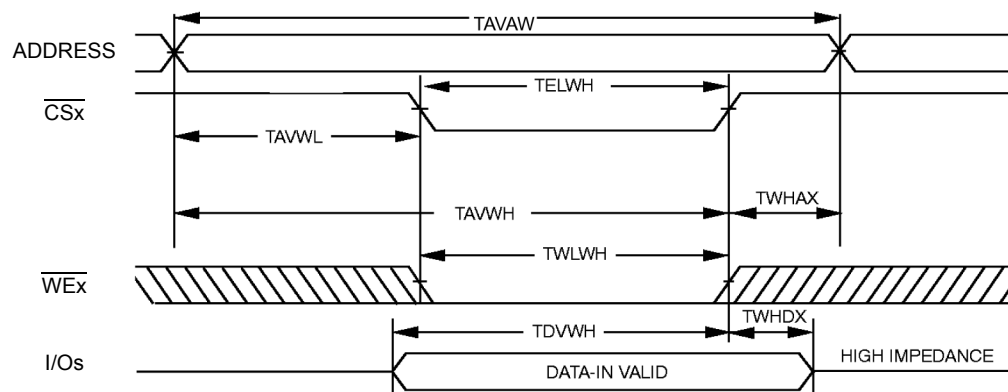 TAVAW
ADDRESS
TELWH
CSx
TAVWL
TAVWH
TWHAX
TWLWH
WEx
TDVWH
TWHDX
I/Os
DATA-IN VALID
HIGH IMPEDANCE